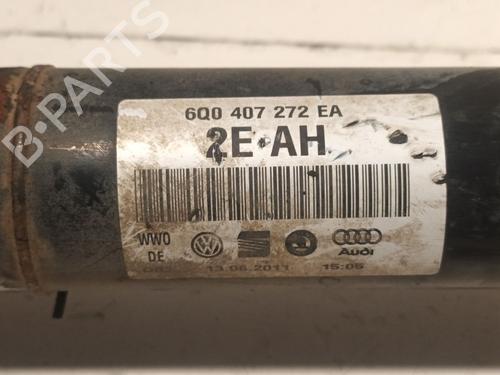 B-PARTS
6Q0 407 272 EA
2E AH
WWO
DE
Audi
13.06.2011 15:05